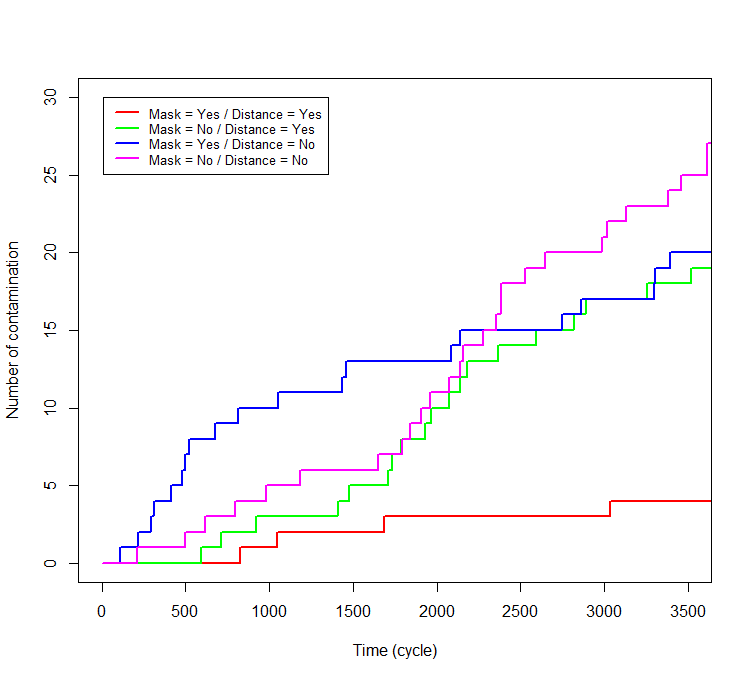 30
25
20
15
10
5
0
Number of contamination
Mask = Yes / Distance = Yes
Mask = No / Distance = Yes
Mask = Yes / Distance = No
Mask = No / Distance = No
0 500 1000 1500 2000 2500 3000 3500
Time (cycle)